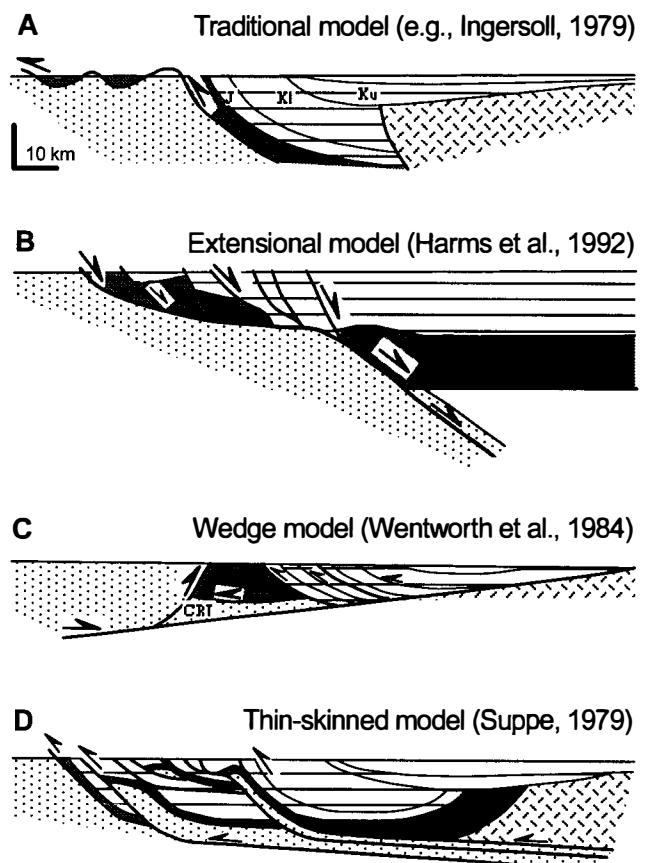 A Traditional model (e.g., Ingersoll, 1979)
J Kl Ku
10 km
B Extensional model (Harms et al., 1992)
C Wedge model (Wentworth et al., 1984)
CRF
D Thin-skinned model (Suppe, 1979)